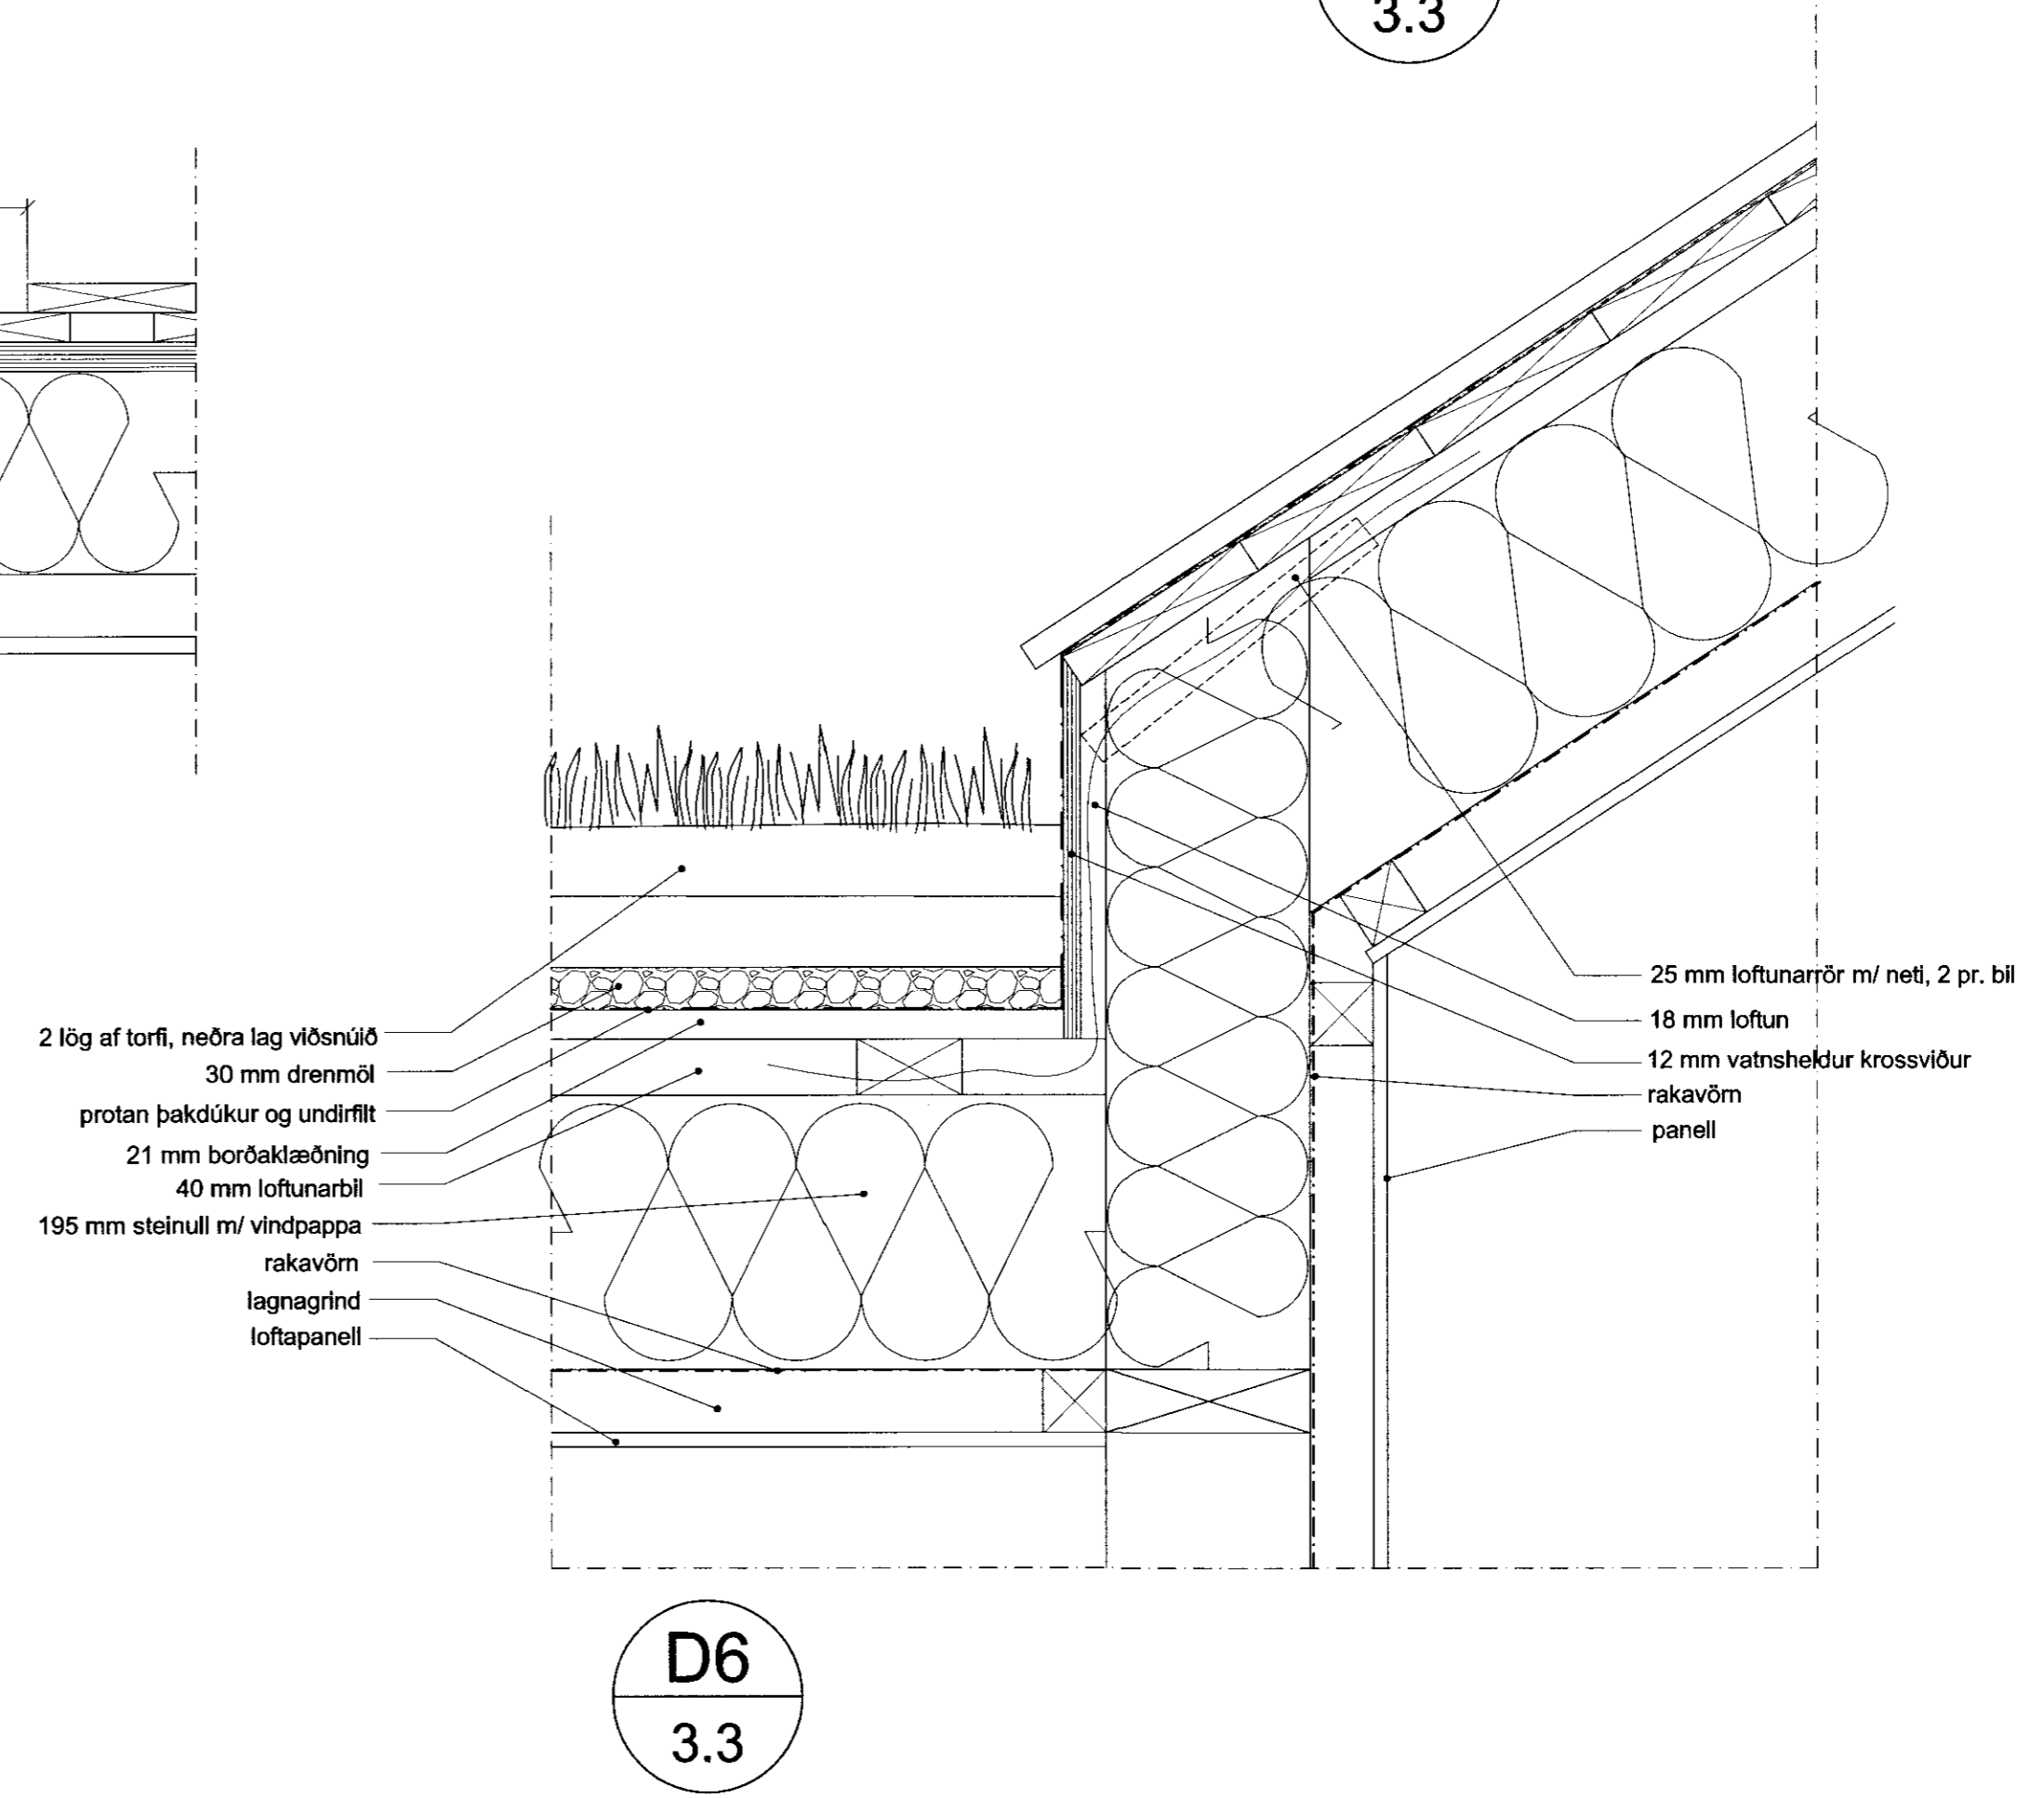 3.3
2 lög af torfi, neðra lag viðsnúið
30 mm drenmöl
protan þakdúkur og undirfilt
21 mm borðaklæðning
40 mm loftunarbil
195 mm steinull m/ vindpappa
rakavörn
lagnagrind
loftapanell
25 mm loftunarrör m/ neti, 2 pr. bil
18 mm loftun
12 mm vatnsheldur krossviður
rakavörn
panell
D6
3.3